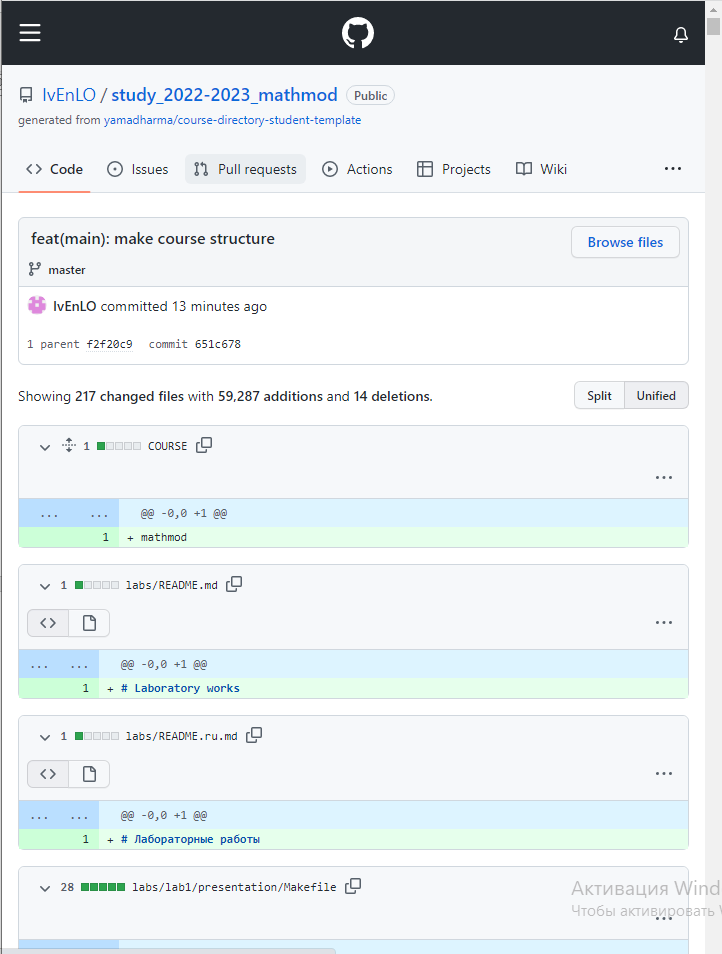 IvEnLO / study_2022-2023_mathmod Public
generated from yamadharma/course-directory-student-template
Code Issues Pull requests Actions Projects Wiki ...
feat(main): make course structure
Browse files
master
IvEnLO committed 13 minutes ago
1 parent f2f20c9 commit 651c678
Showing 217 changed files with 59,287 additions and 14 deletions.
Split Unified
1 COURSE
...
... ... @@ -0,0 +1 @@
1 + mathmod
1 labs/README.md
...
... ... @@ -0,0 +1 @@
1 + # Laboratory works
1 labs/README.ru.md
...
... ... @@ -0,0 +1 @@
1 + # Лабораторные работы
28 labs/lab1/presentation/Makefile
Активация Wind
Чтобы активировать W
...